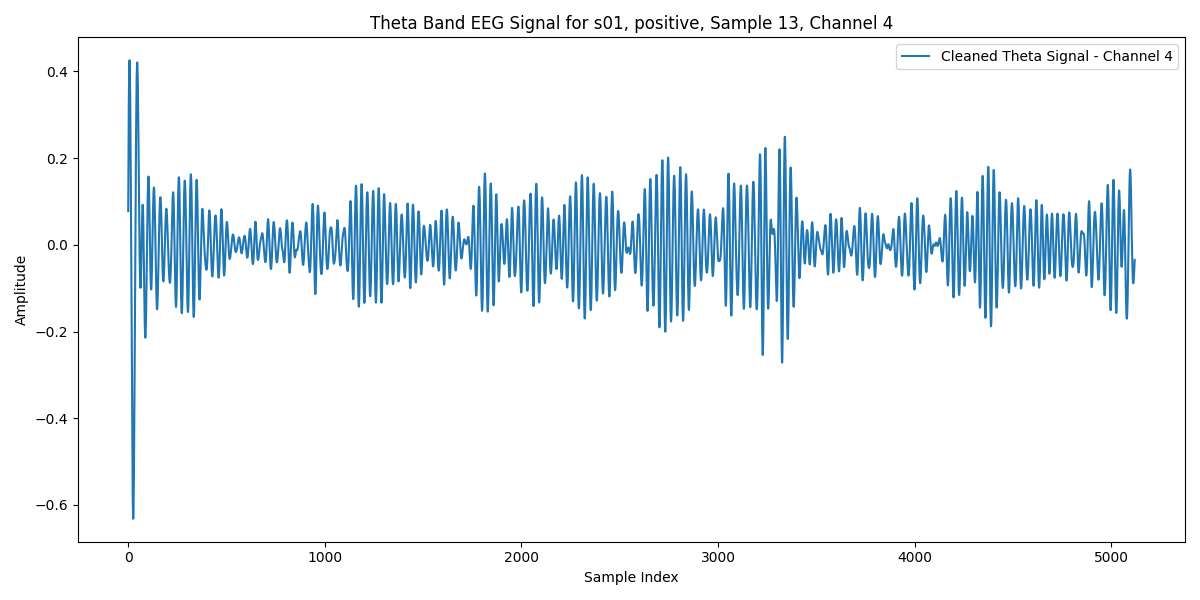 Theta Band EEG Signal for s01, positive, Sample 13, Channel 4
Cleaned Theta Signal - Channel 4
0.4
0.2
0.0
−0.2
−0.4
−0.6
Amplitude
0 1000 2000 3000 4000 5000
Sample Index